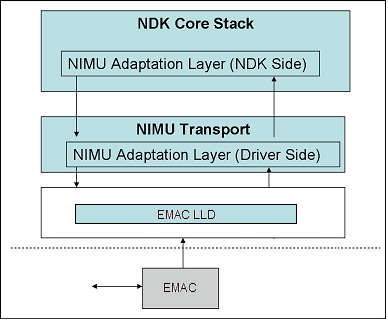 NDK Core Stack
NIMU Adaptation Layer (NDK Side)
NIMU Transport
NIMU Adaptation Layer (Driver Side)
EMAC LLD
EMAC